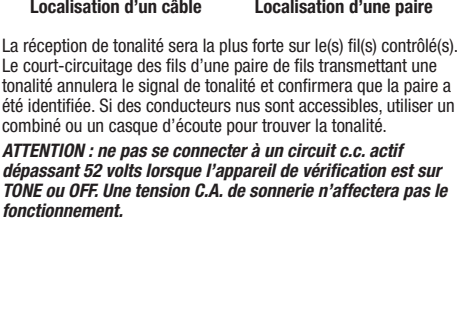 Localisation d'un câble Localisation d'une paire
La réception de tonalité sera la plus forte sur le(s) fil(s) contrôlé(s).
Le court-circuitage des fils d'une paire de fils transmettant une
tonalité annulera le signal de tonalité et confirmera que la paire a
été identifiée. Si des conducteurs nus sont accessibles, utiliser un
combiné ou un casque d'écoute pour trouver la tonalité.
ATTENTION : ne pas se connecter à un circuit c.c. actif
dépassant 52 volts lorsque l'appareil de vérification est sur
TONE ou OFF. Une tension C.A. de sonnerie n'affectera pas le
fonctionnement.